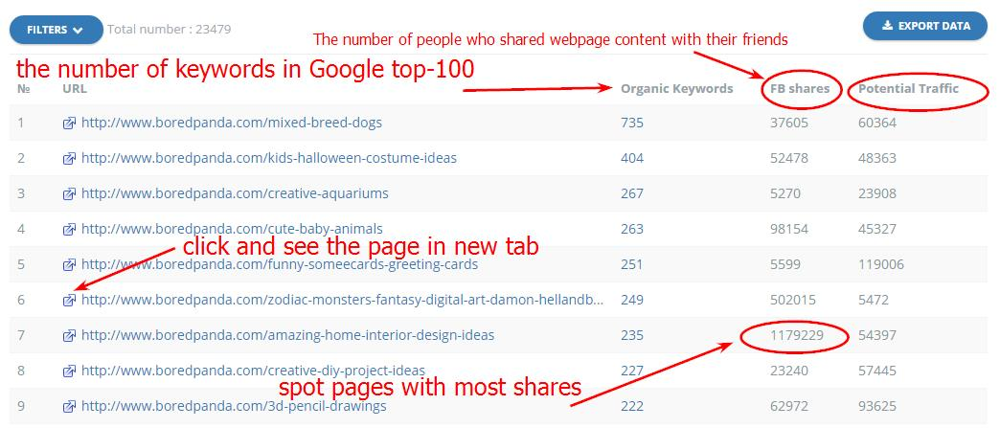 FILTERS Total number : 23479 EXPORT DATA
The number of people who shared webpage content with their friends
the number of keywords in Google top-100
№ URL Organic Keywords FB shares Potential Traffic
1 http://www.boredpanda.com/mixed-breed-dogs 735 37605 60364
2 http://www.boredpanda.com/kids-halloween-costume-ideas 404 52478 48363
3 http://www.boredpanda.com/creative-aquariums 267 5270 23908
4 http://www.boredpanda.com/cute-baby-animals 263 98154 45327
click and see the page in new tab
5 http://www.boredpanda.com/funny-someecards-greeting-cards 251 5599 119006
6 http://www.boredpanda.com/zodiac-monsters-fantasy-digital-art-damon-hellandb... 249 502015 5472
7 http://www.boredpanda.com/amazing-home-interior-design-ideas 235 1179229 54397
8 http://www.boredpanda.com/creative-diy-project-ideas 227 23240 57445
spot pages with most shares
9 http://www.boredpanda.com/3d-pencil-drawings 222 62972 93625